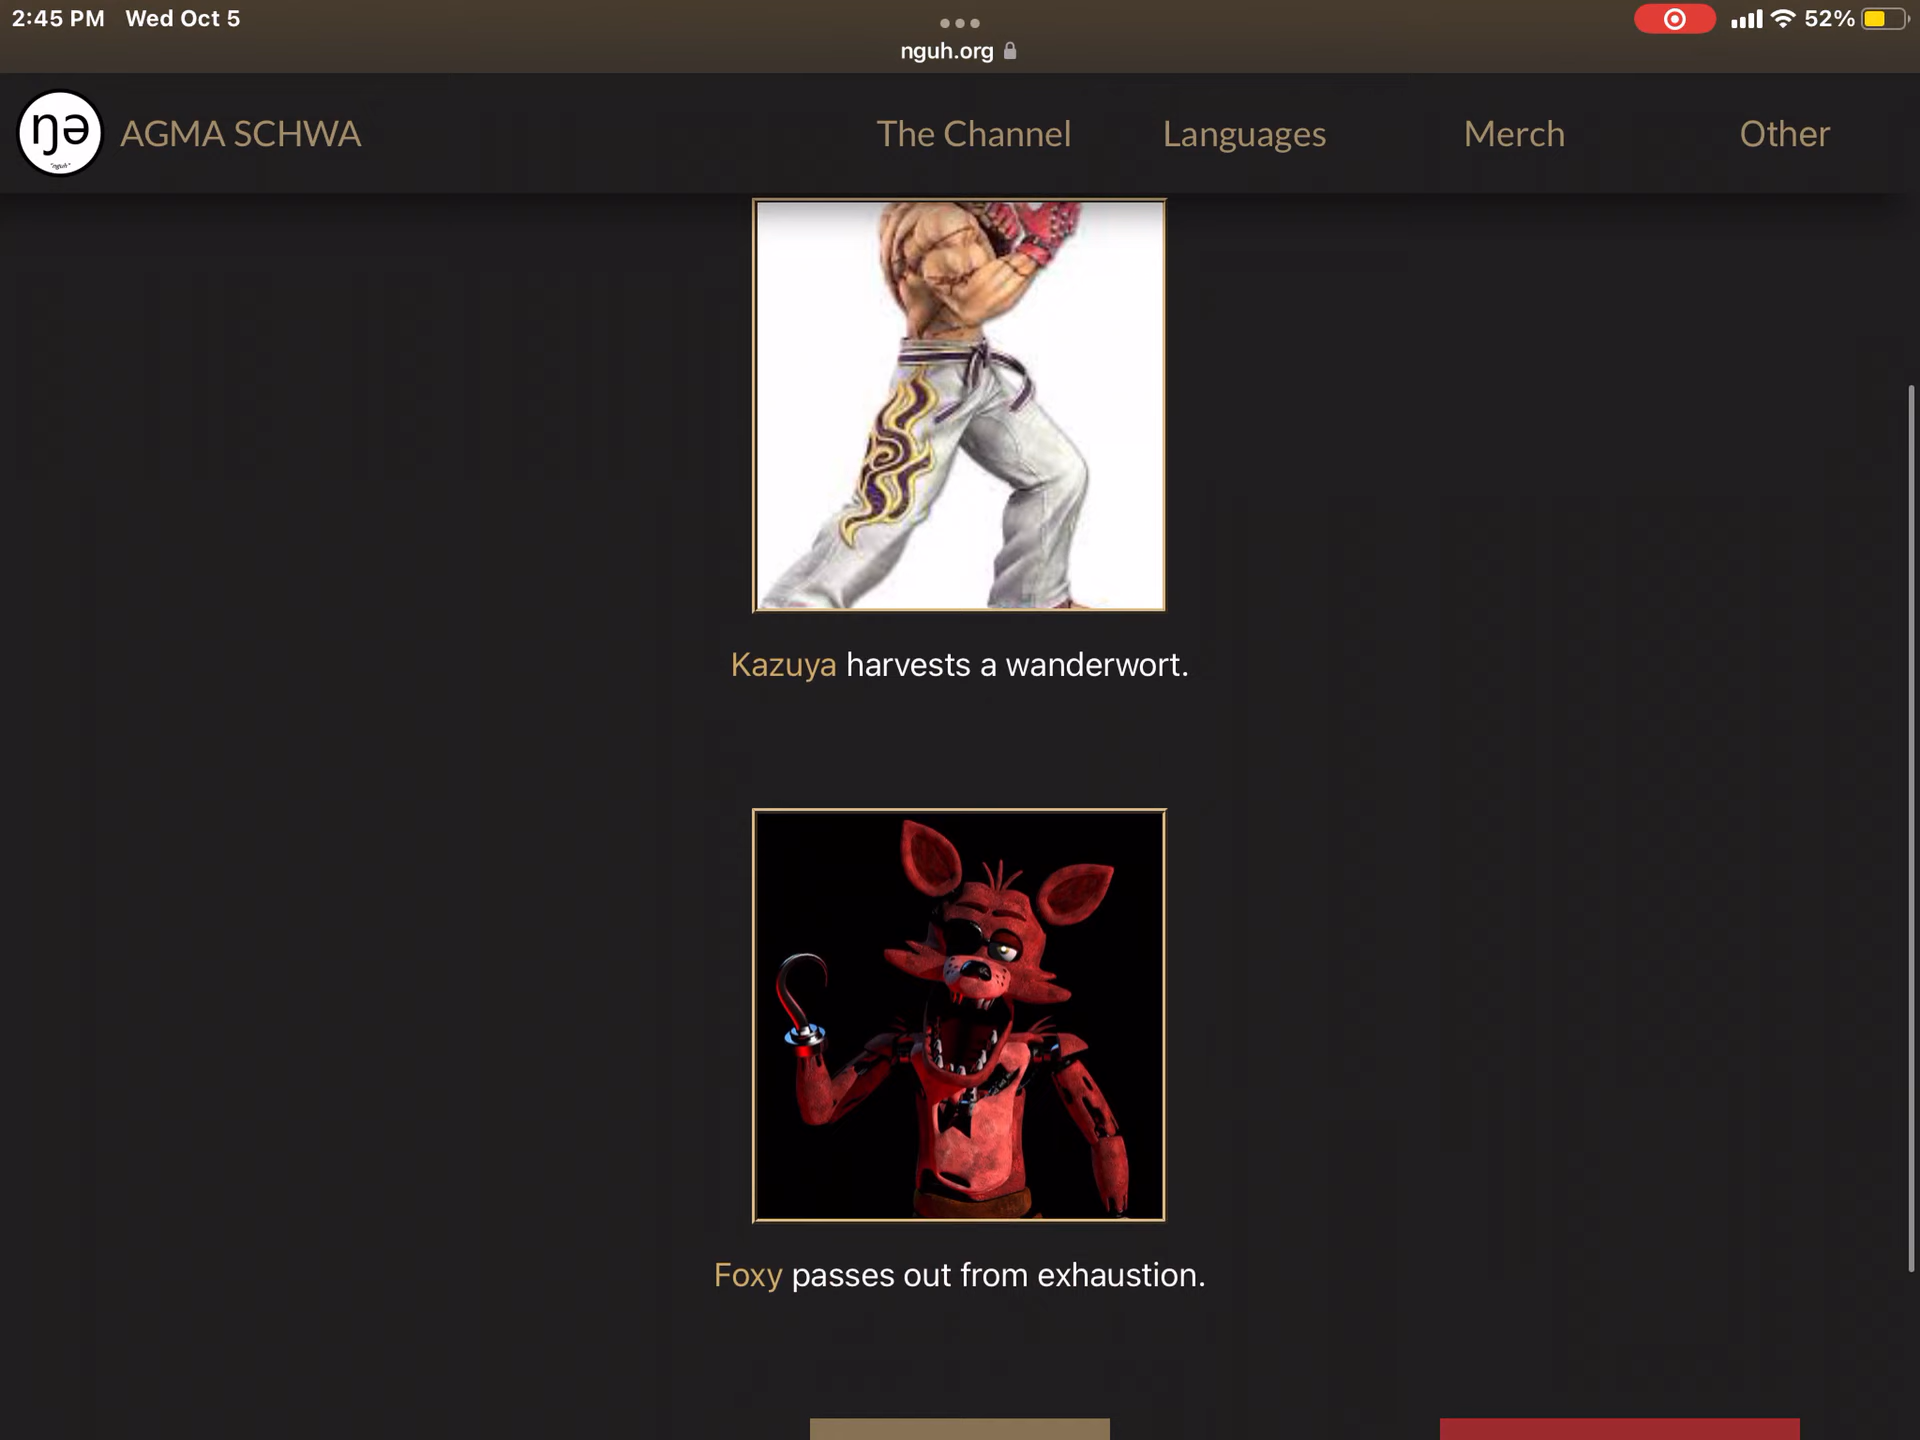 2:45 PM Wed Oct 5
52%
nguh.org
ŋə
"nguh"
AGMA SCHWA
The Channel
Languages
Merch
Other
Kazuya harvests a wanderwort.
Foxy passes out from exhaustion.